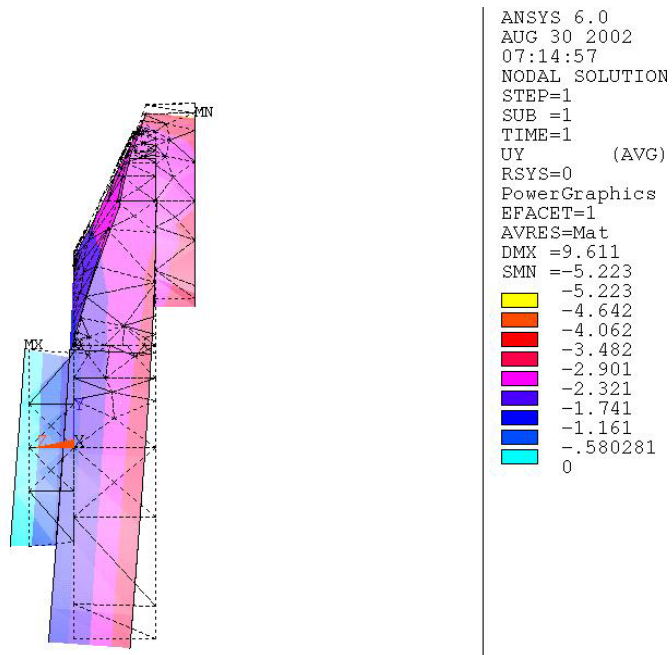 ANSYS 6.0
AUG 30 2002
07:14:57
NODAL SOLUTION
STEP=1
SUB =1
TIME=1
UY (AVG)
RSYS=0
PowerGraphics
EFACET=1
AVRES=Mat
DMX =9.611
SMN =-5.223
-5.223
-4.642
-4.062
-3.482
-2.901
-2.321
-1.741
-1.161
-.580281
0
MN
MX
Y
Z
X